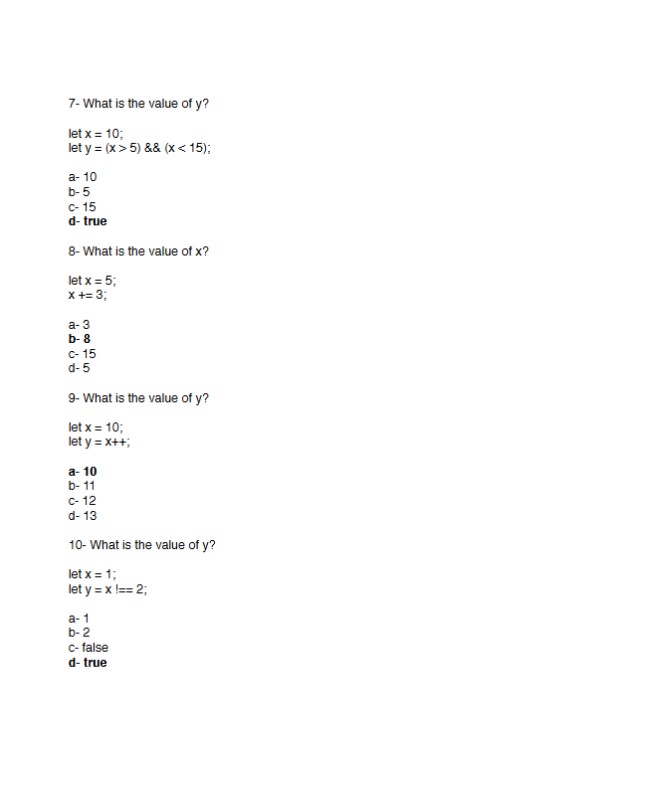 7- What is the value of y?
let x = 10;
let y = (x > 5) && (x < 15);
a- 10
b- 5
c- 15
d- true
8- What is the value of x?
let x = 5;
x += 3;
a- 3
b- 8
c- 15
d- 5
9- What is the value of y?
let x = 10;
let y = x++;
a- 10
b- 11
c- 12
d- 13
10- What is the value of y?
let x = 1;
let y = x !== 2;
a- 1
b- 2
c- false
d- true